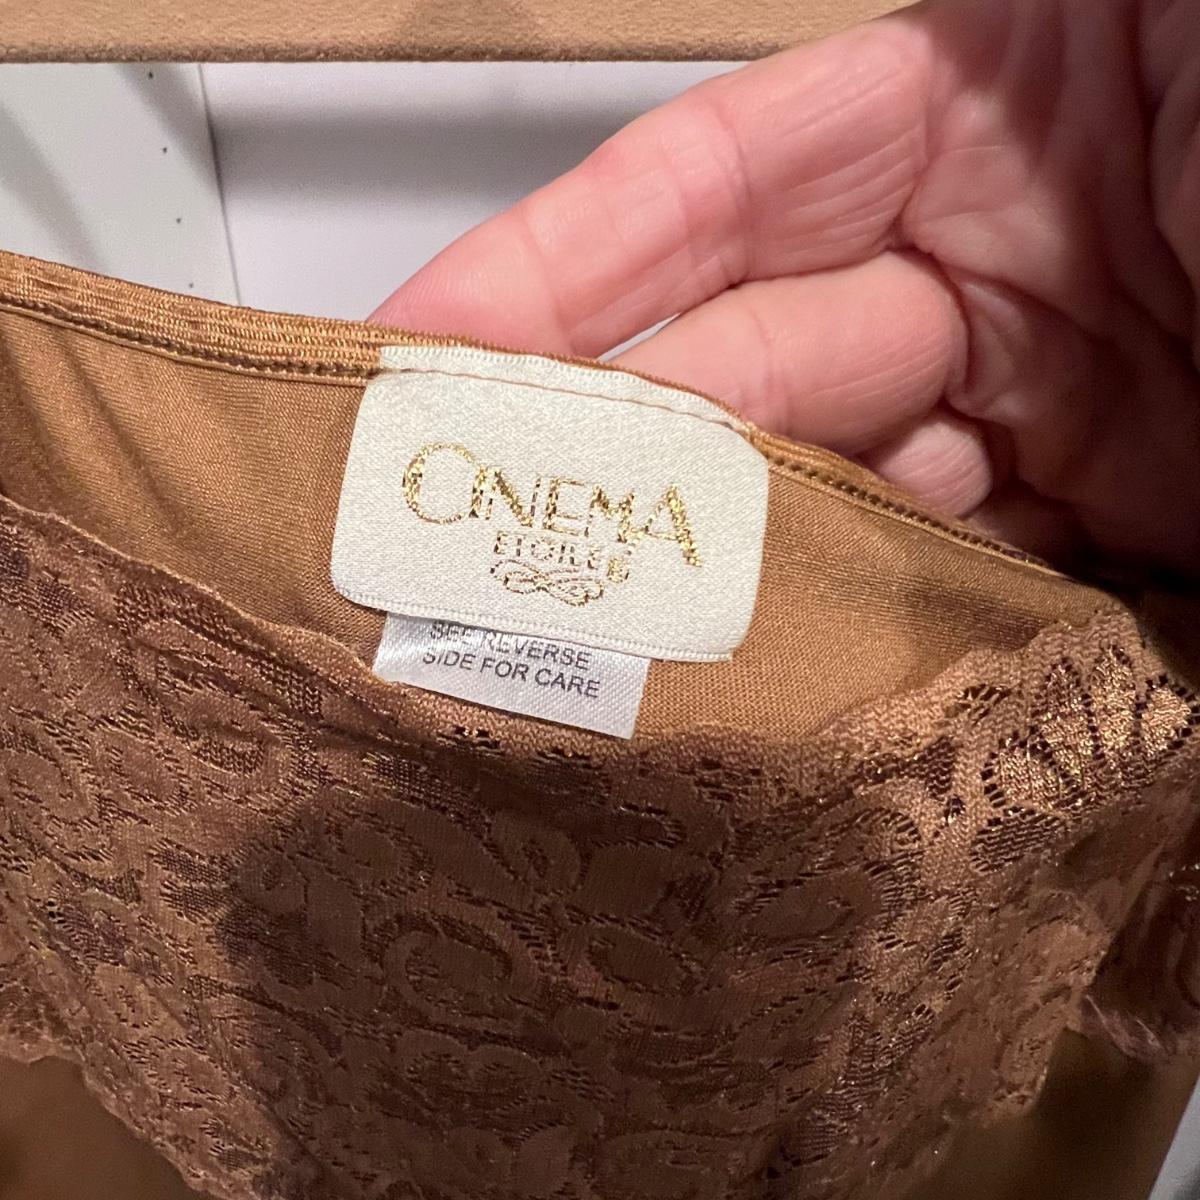 CINEMA
ETOILE®
SEE REVERSE
SIDE FOR CARE